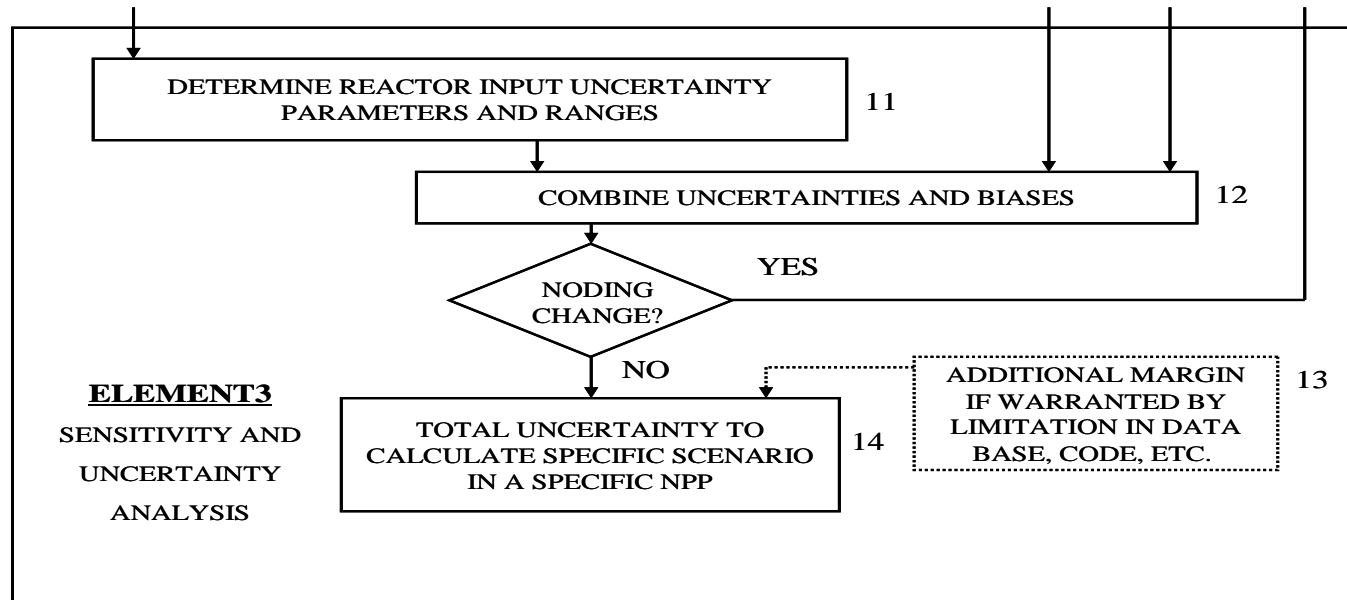 DETERMINE REACTOR INPUT UNCERTAINTY
PARAMETERS AND RANGES
11
COMBINE UNCERTAINTIES AND BIASES
12
YES
NODING
CHANGE?
NO
ELEMENT3
SENSITIVITY AND
UNCERTAINTY
ANALYSIS
TOTAL UNCERTAINTY TO
CALCULATE SPECIFIC SCENARIO
IN A SPECIFIC NPP
14
ADDITIONAL MARGIN
IF WARRANTED BY
LIMITATION IN DATA
BASE, CODE, ETC.
13